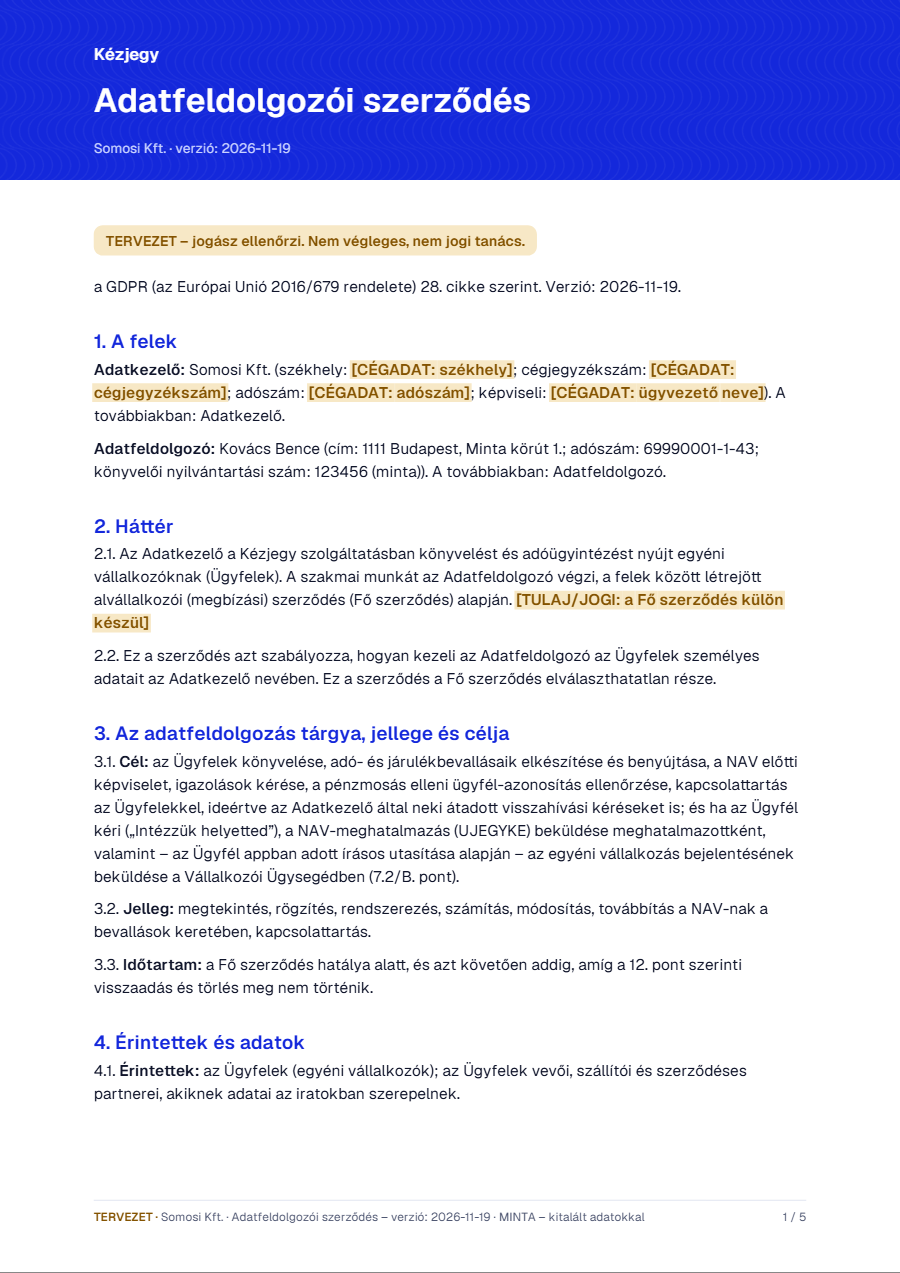 Kézjegy
Adatfeldolgozói szerződés
Somosi Kft. · verzió: 2026-11-19
TERVEZET – jogász ellenőrzi. Nem végleges, nem jogi tanács.
a GDPR (az Európai Unió 2016/679 rendelete) 28. cikke szerint. Verzió: 2026-11-19.
1. A felek
Adatkezelő: Somosi Kft. (székhely: [CÉGADAT: székhely]; cégjegyzékszám: [CÉGADAT:
cégjegyzékszám]; adószám: [CÉGADAT: adószám]; képviseli: [CÉGADAT: ügyvezető neve]). A
továbbiakban: Adatkezelő.
Adatfeldolgozó: Kovács Bence (cím: 1111 Budapest, Minta körút 1.; adószám: 69990001-1-43;
könyvelői nyilvántartási szám: 123456 (minta)). A továbbiakban: Adatfeldolgozó.
2. Háttér
2.1. Az Adatkezelő a Kézjegy szolgáltatásban könyvelést és adóügyintézést nyújt egyéni
vállalkozóknak (Ügyfelek). A szakmai munkát az Adatfeldolgozó végzi, a felek között létrejött
alvállalkozói (megbízási) szerződés (Fő szerződés) alapján. [TULAJ/JOGI: a Fő szerződés külön
készül]
2.2. Ez a szerződés azt szabályozza, hogyan kezeli az Adatfeldolgozó az Ügyfelek személyes
adatait az Adatkezelő nevében. Ez a szerződés a Fő szerződés elválaszthatatlan része.
3. Az adatfeldolgozás tárgya, jellege és célja
3.1. Cél: az Ügyfelek könyvelése, adó- és járulékbevallásaik elkészítése és benyújtása, a NAV előtti
képviselet, igazolások kérése, a pénzmosás elleni ügyfél-azonosítás ellenőrzése, kapcsolattartás
az Ügyfelekkel, ideértve az Adatkezelő által neki átadott visszahívási kéréseket is; és ha az Ügyfél
kéri („Intézzük helyetted”), a NAV-meghatalmazás (UJEGYKE) beküldése meghatalmazottként,
valamint – az Ügyfél appban adott írásos utasítása alapján – az egyéni vállalkozás bejelentésének
beküldése a Vállalkozói Ügysegédben (7.2/B. pont).
3.2. Jelleg: megtekintés, rögzítés, rendszerezés, számítás, módosítás, továbbítás a NAV-nak a
bevallások keretében, kapcsolattartás.
3.3. Időtartam: a Fő szerződés hatálya alatt, és azt követően addig, amíg a 12. pont szerinti
visszaadás és törlés meg nem történik.
4. Érintettek és adatok
4.1. Érintettek: az Ügyfelek (egyéni vállalkozók); az Ügyfelek vevői, szállítói és szerződéses
partnerei, akiknek adatai az iratokban szerepelnek.
TERVEZET · Somosi Kft. · Adatfeldolgozói szerződés – verzió: 2026-11-19 · MINTA – kitalált adatokkal
1 / 5